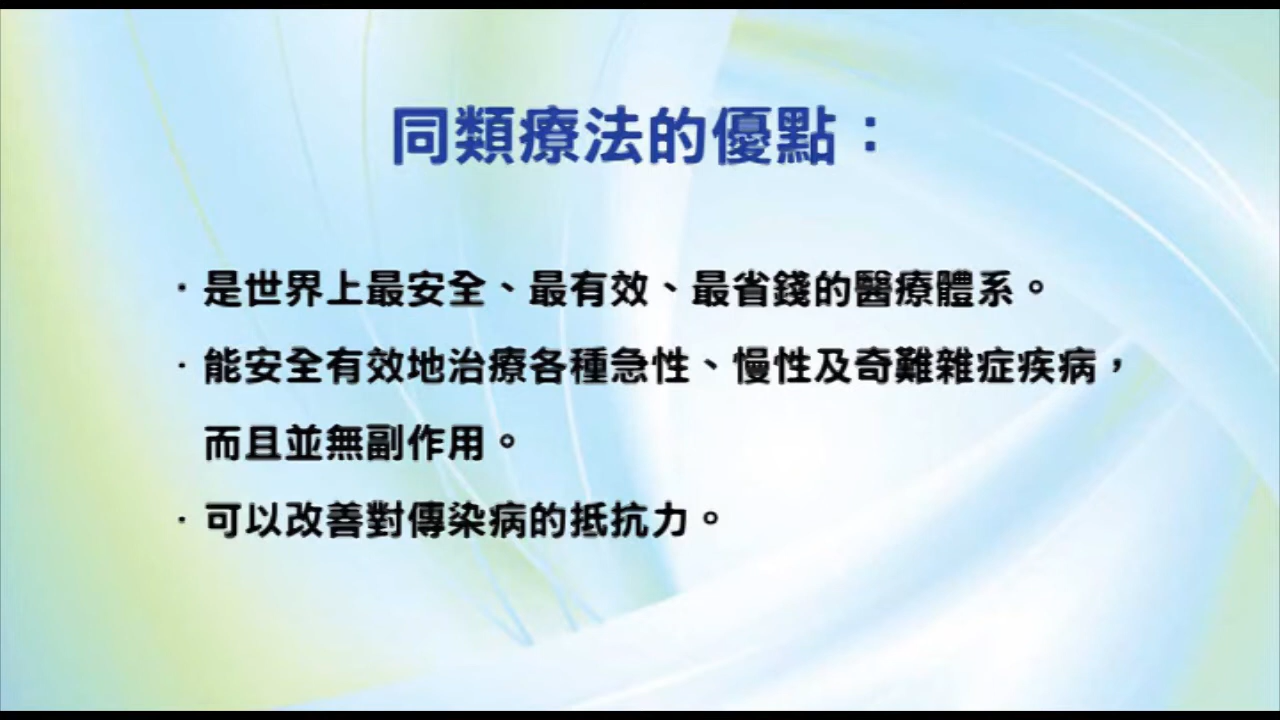 同類療法的優點：
·是世界上最安全、最有效、最省錢的醫療體系。
·能安全有效地治療各種急性、慢性及奇難雜症疾病，
而且並無副作用。
·可以改善對傳染病的抵抗力。